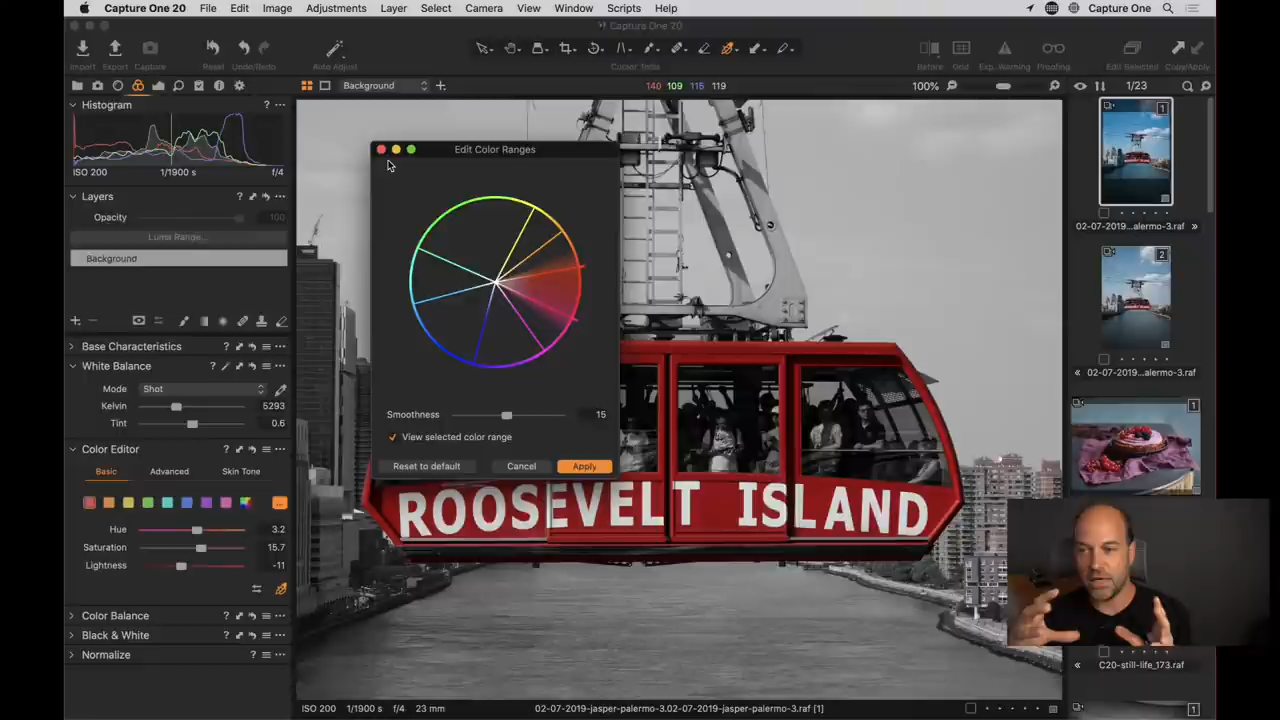 Capture One 20 File Edit Image Adjustments Layer Select Camera View Window Scripts Help Capture One
Capture One 20
Import Export Capture Reset Undo/Redo Auto Adjust Cursor Tools Before Grid Exp. Warning Proofing Edit Selected Copy/Apply
Background 140 109 115 119 100% 1/23
Histogram ? ...
ISO 200 1/1900 s f/4
Layers ? ...
Opacity 100
Luma Range...
Background
Base Characteristics ? ...
White Balance ? ...
Mode Shot
Kelvin 5293
Tint 0.6
Color Editor ? ...
Basic Advanced Skin Tone
...
Hue 3.2
Saturation 15.7
Lightness -11
Color Balance ? ...
Black & White ? ...
Normalize ? ...
Edit Color Ranges
Smoothness 15
View selected color range
Reset to default Cancel Apply
ROOSEVELT ISLAND
ISO 200 1/1900 s f/4 23 mm 02-07-2019-jasper-palermo-3.02-07-2019-jasper-palermo-3.raf [1]
1
02-07-2019...alermo-3.raf »
2
« 02-07-2019...alermo-3.raf
1
« C20-still-life_173.raf
1